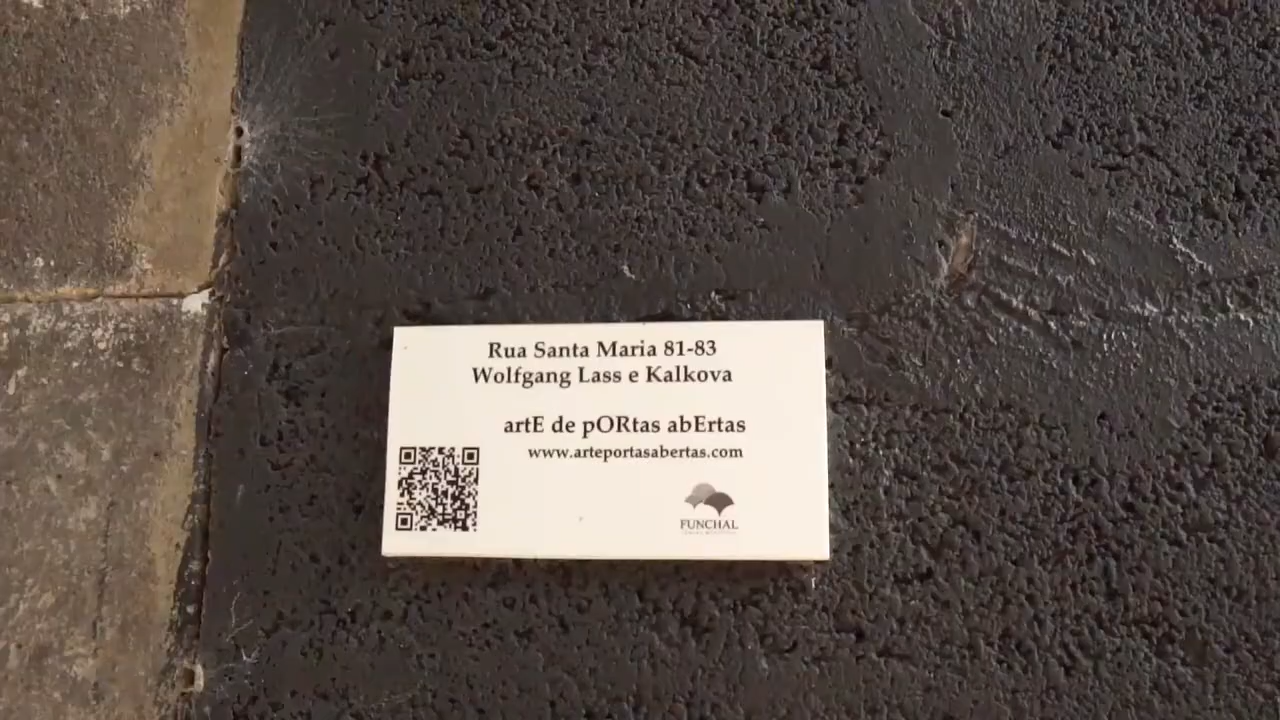 Rua Santa Maria 81-83
Wolfgang Lass e Kalkova
artE de pORtas abErtas
www.arteportasabertas.com
FUNCHAL